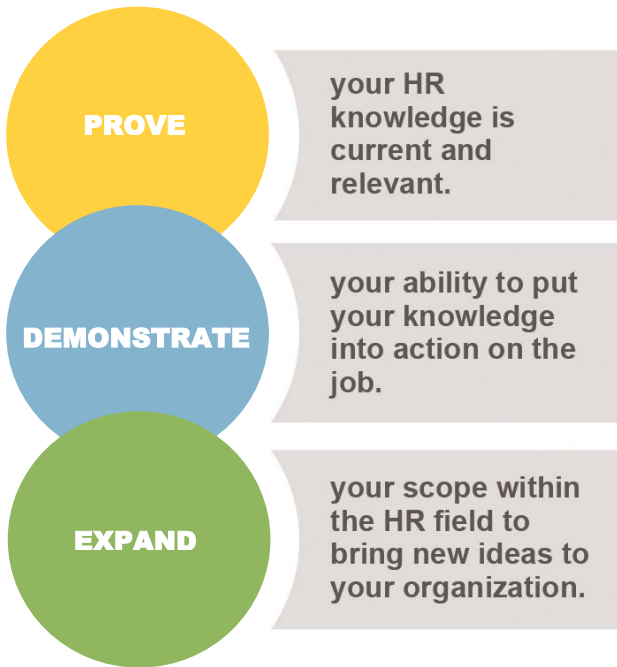 PROVE
your HR
knowledge is
current and
relevant.
DEMONSTRATE
your ability to put
your knowledge
into action on the
job.
EXPAND
your scope within
the HR field to
bring new ideas to
your organization.